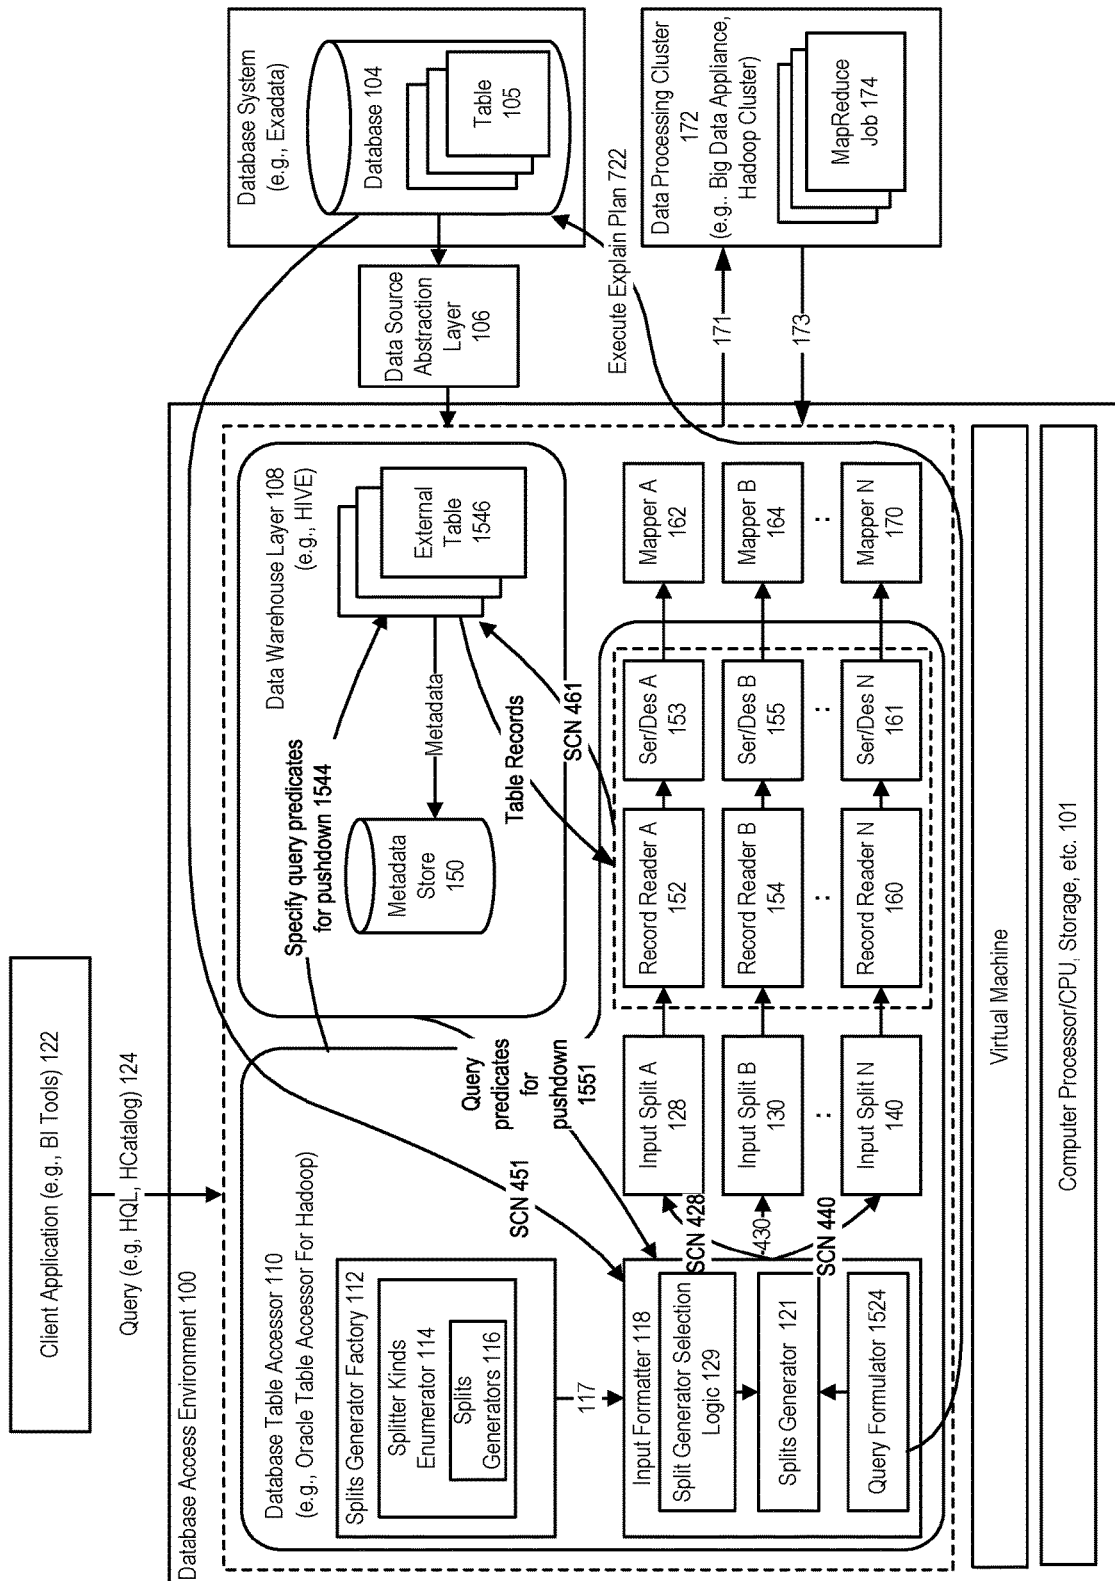 Client Application (e.g., BI Tools) 122
Query (e.g, HQL, HCatalog) 124
Database Access Environment 100
Database Table Accessor 110
(e.g., Oracle Table Accessor For Hadoop)
Splits Generator Factory 112
Splitter Kinds
Enumerator 114
Splits
Generators 116
117
Input Formatter 118
Split Generator Selection
Logic 129
Splits Generator 121
Query Formulator 1524
SCN 451
SCN 428
430
SCN 440
Query
predicates
for
pushdown
1551
Specify query predicates
for pushdown 1544
Input Split A
128
Input Split B
130
:
Input Split N
140
Data Warehouse Layer 108
(e.g., HIVE)
Metadata
Store
150
Metadata
External
Table
1546
Table Records
SCN 461
Record Reader A
152
Record Reader B
154
:
Record Reader N
160
Ser/Des A
153
Ser/Des B
155
:
Ser/Des N
161
Mapper A
162
Mapper B
164
:
Mapper N
170
Virtual Machine
Computer Processor/CPU, Storage, etc. 101
Data Source
Abstraction
Layer
106
Database System
(e.g., Exadata)
Database 104
Table
105
Execute Explain Plan 722
171
173
Data Processing Cluster
172
(e.g.. Big Data Appliance,
Hadoop Cluster)
MapReduce
Job 174